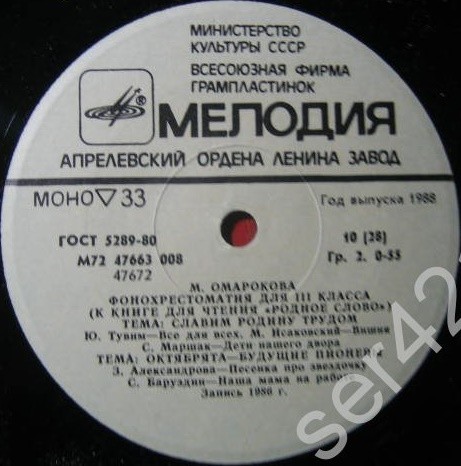 МИНИСТЕРСТВО
КУЛЬТУРЫ СССР
ВСЕСОЮЗНАЯ ФИРМА
ГРАМПЛАСТИНОК
®
МЕЛОДИЯ
АПРЕЛЕВСКИЙ ОРДЕНА ЛЕНИНА ЗАВОД
МОНО ▽ 33
Год выпуска 1988
ГОСТ 5289-80
10 [28]
М72 47663 008
Гр. 2. 0-55
47672
М. ОМАРОКОВА
ФОНОХРЕСТОМАТИЯ ДЛЯ III КЛАССА
(К КНИГЕ ДЛЯ ЧТЕНИЯ «РОДНОЕ СЛОВО»)
ТЕМА: СЛАВИМ РОДИНУ ТРУДОМ
Ю. Тувим—Все для всех. М. Исаковский—Вишня
С. Маршак—Дети нашего двора
ТЕМА: ОКТЯБРЯТА—БУДУЩИЕ
З. Александрова—Песенка про звездочку
С. Баруздин—Наша мама на
Запись 1986 г.
ser42